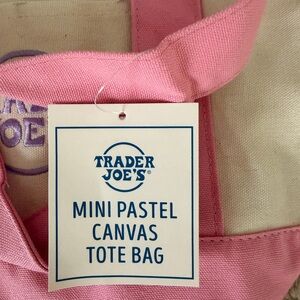 TRADER
JOE'S®
MINI PASTEL
CANVAS
TOTE BAG